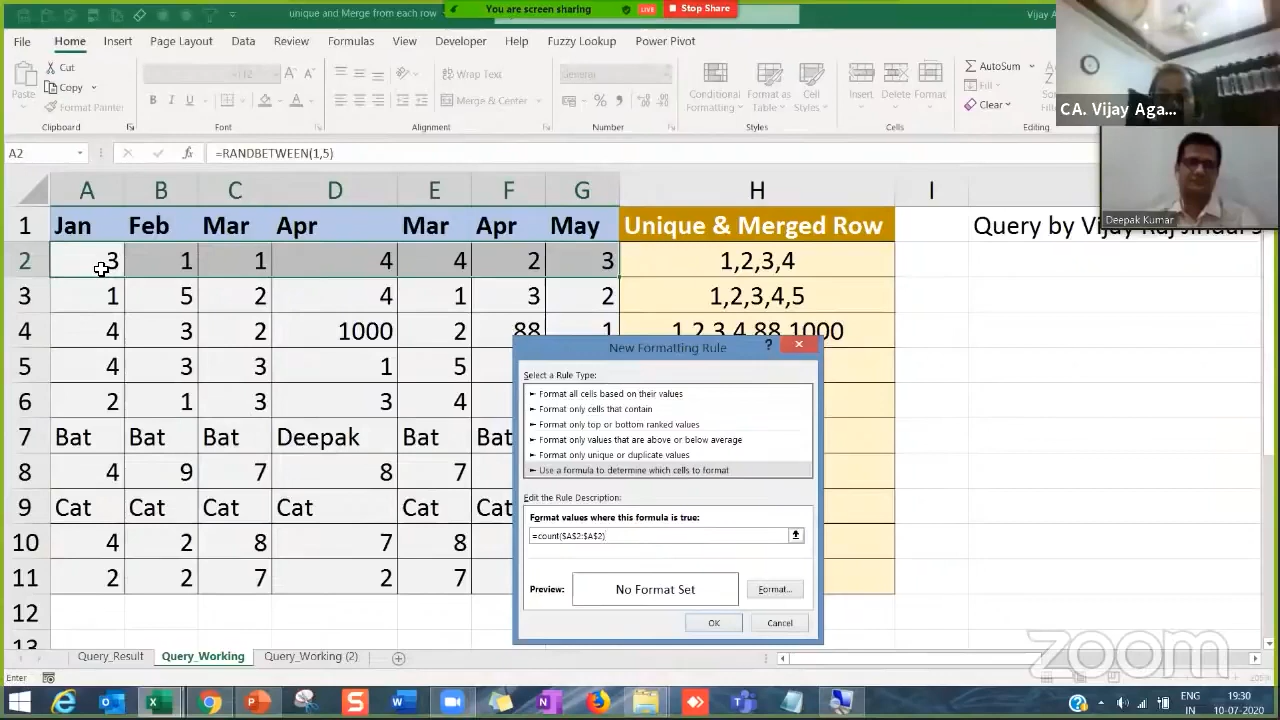 unique and Merge from each row
You are screen sharing
LIVE
Stop Share
Vijay A
File Home Insert Page Layout Data Review Formulas View Developer Help Fuzzy Lookup Power Pivot
Paste
Cut
Copy
Format Painter
Clipboard
B I U
Font
Wrap Text
Merge & Center
Alignment
General
Number
Conditional Formatting
Format as Table
Cell Styles
Styles
Insert Delete Format
Cells
AutoSum
Fill
Clear
Editing
CA. Vijay Aga...
Deepak Kumar
A2 fx =RANDBETWEEN(1,5)
A B C D E F G H I
1 Jan Feb Mar Apr Mar Apr May Unique & Merged Row Query by Vijay Raj Jindal's
2 3 1 1 4 4 2 3 1,2,3,4
3 1 5 2 4 1 3 2 1,2,3,4,5
4 4 3 2 1000 2 88 1 1,2,3,4,88,1000
5 4 3 3 1 5
6 2 1 3 3 4
7 Bat Bat Bat Deepak Bat Bat
8 4 9 7 8 7
9 Cat Cat Cat Cat Cat Cat
10 4 2 8 7 8
11 2 2 7 2 7
12
13
New Formatting Rule ?
Select a Rule Type:
► Format all cells based on their values
► Format only cells that contain
► Format only top or bottom ranked values
► Format only values that are above or below average
► Format only unique or duplicate values
► Use a formula to determine which cells to format
Edit the Rule Description:
Format values where this formula is true:
=count($A$2:$A$2)
Preview: No Format Set Format...
OK Cancel
zoom
Query_Result Query_Working Query_Working (2)
Enter
ENG 19:30
IN 10-07-2020